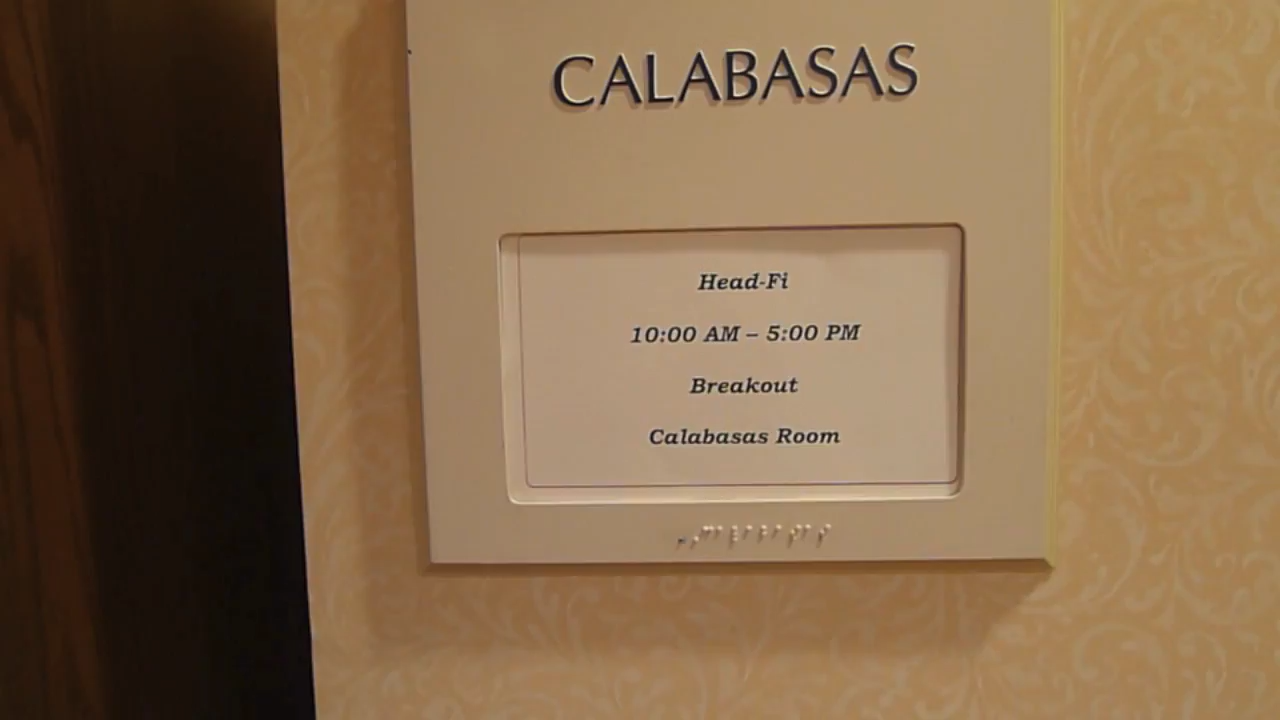 CALABASAS
Head-Fi
10:00 AM – 5:00 PM
Breakout
Calabasas Room